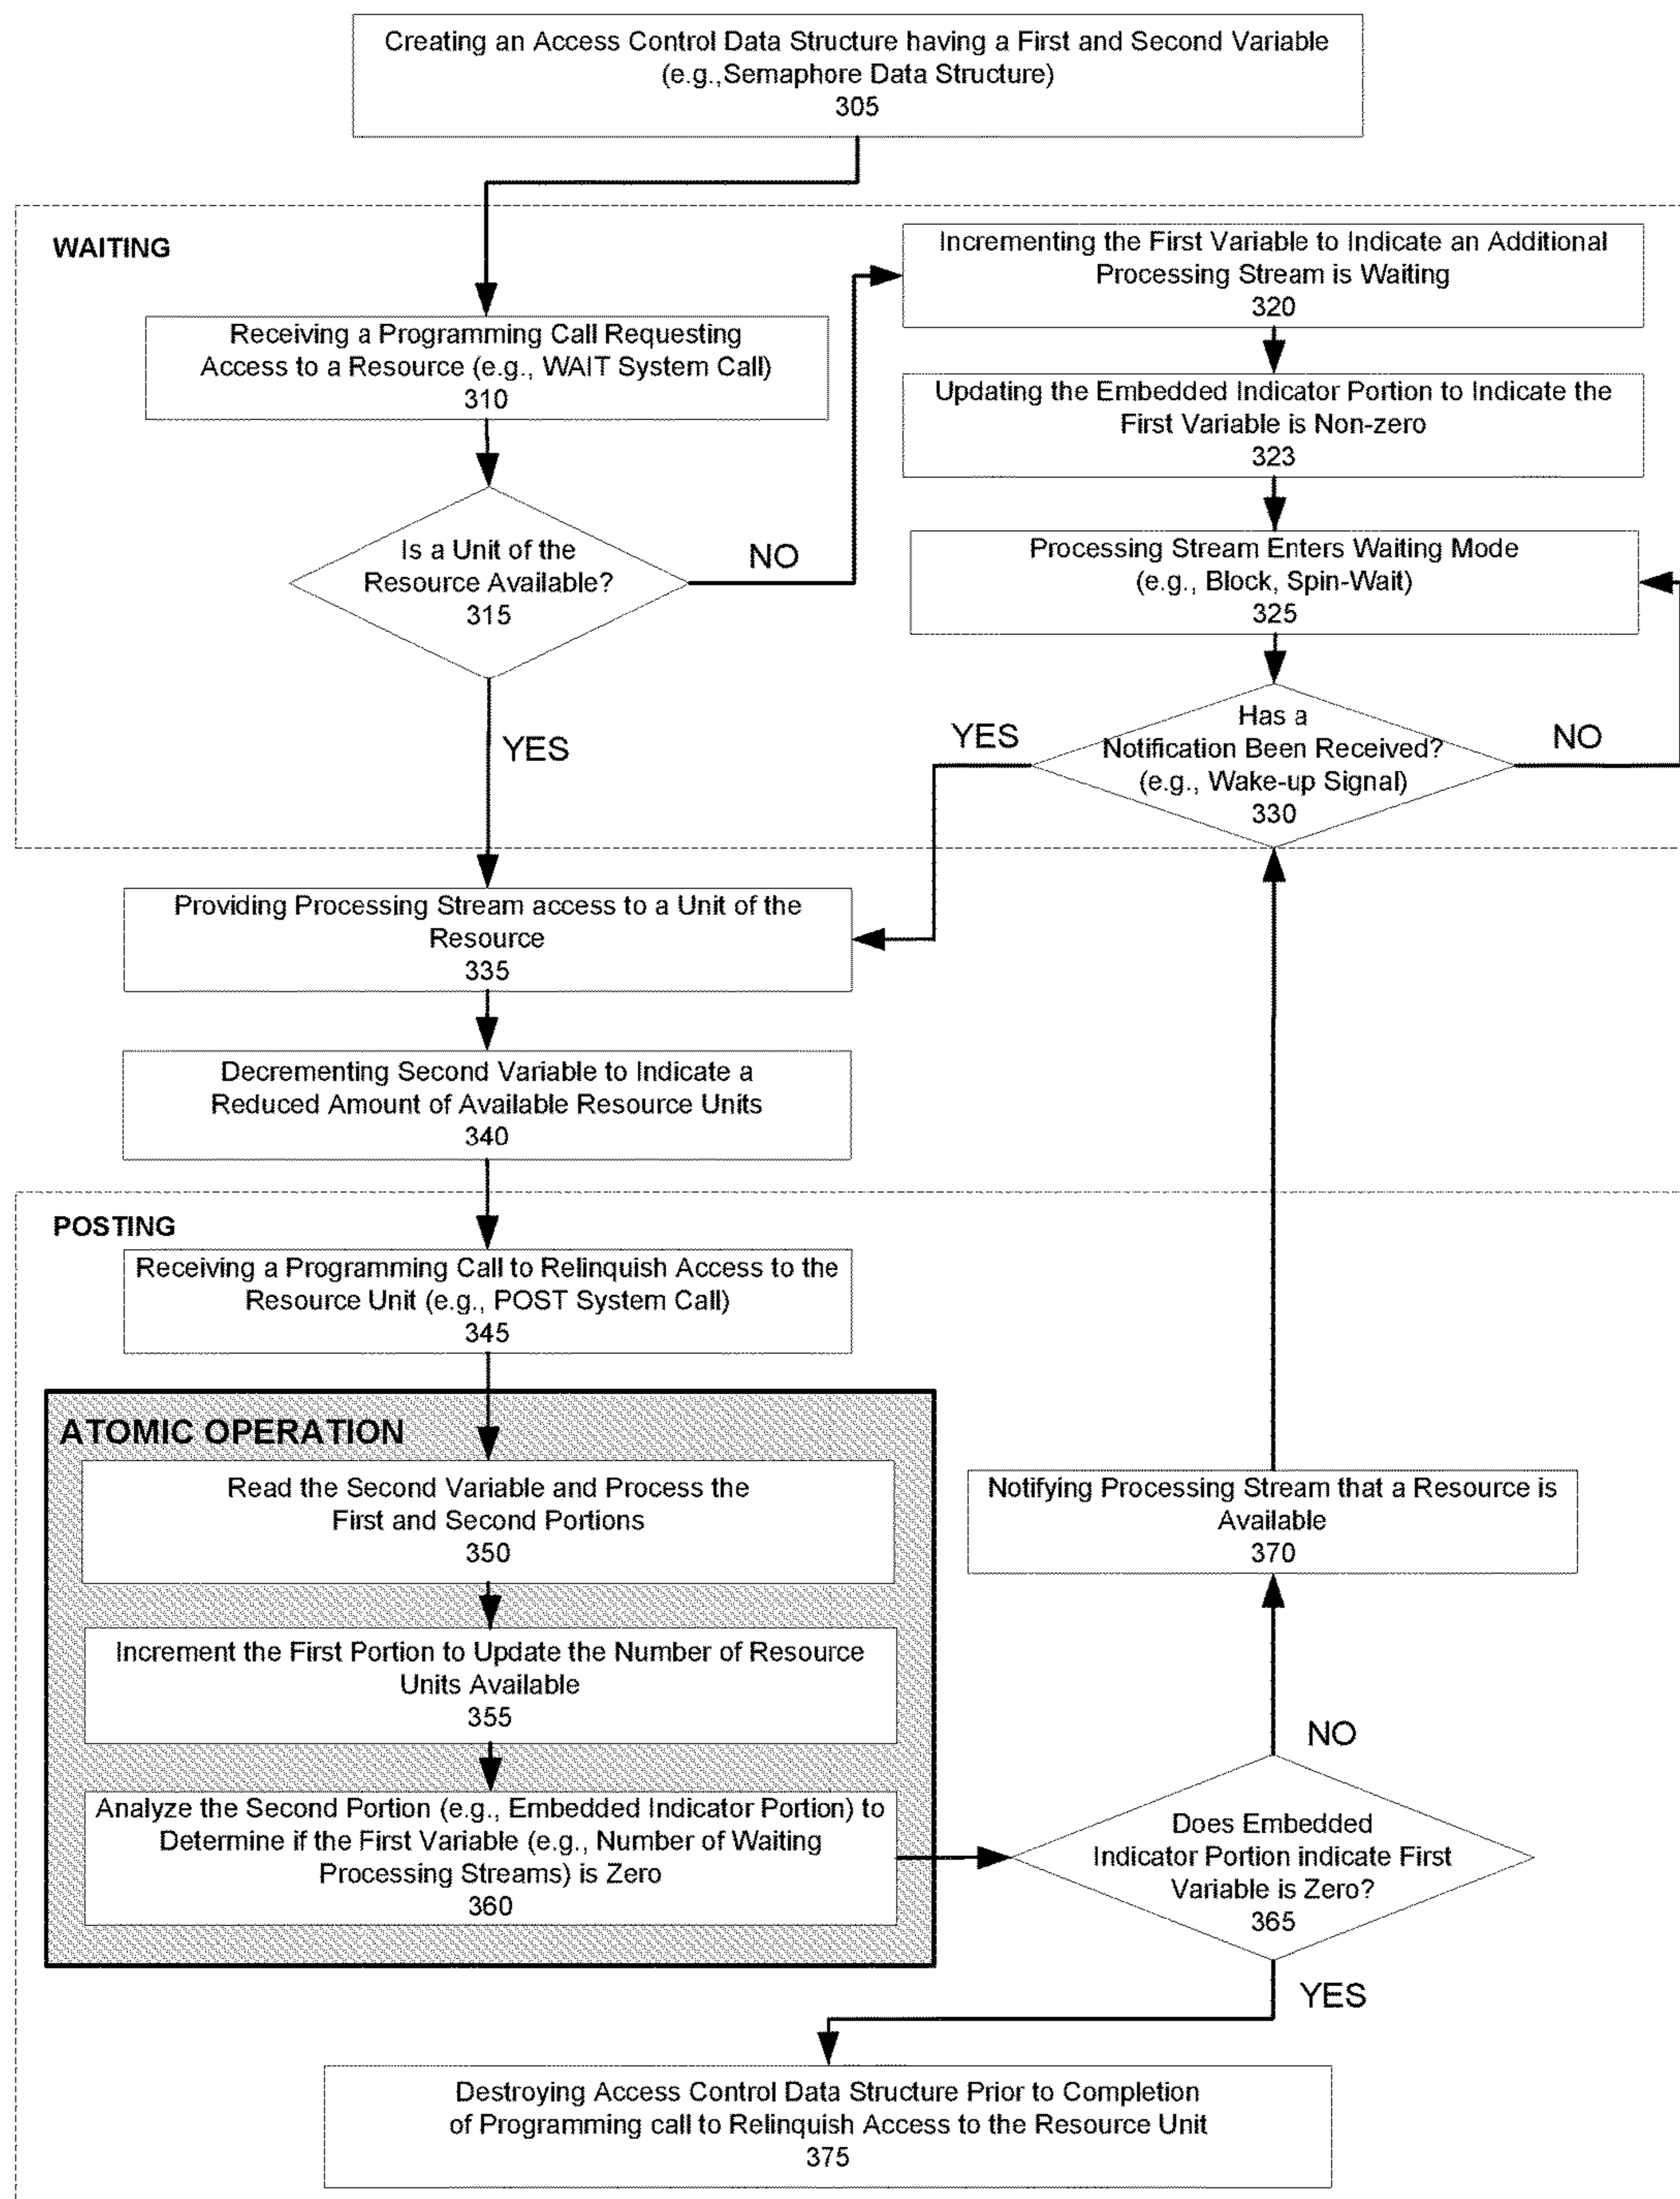 Creating an Access Control Data Structure having a First and Second Variable
(e.g.,Semaphore Data Structure)
305
WAITING
Receiving a Programming Call Requesting
Access to a Resource (e.g., WAIT System Call)
310
Is a Unit of the
Resource Available?
315
NO
YES
Incrementing the First Variable to Indicate an Additional
Processing Stream is Waiting
320
Updating the Embedded Indicator Portion to Indicate the
First Variable is Non-zero
323
Processing Stream Enters Waiting Mode
(e.g., Block, Spin-Wait)
325
Has a
Notification Been Received?
(e.g., Wake-up Signal)
330
YES
NO
Providing Processing Stream access to a Unit of the
Resource
335
Decrementing Second Variable to Indicate a
Reduced Amount of Available Resource Units
340
POSTING
Receiving a Programming Call to Relinquish Access to the
Resource Unit (e.g., POST System Call)
345
ATOMIC OPERATION
Read the Second Variable and Process the
First and Second Portions
350
Increment the First Portion to Update the Number of Resource
Units Available
355
Analyze the Second Portion (e.g., Embedded Indicator Portion) to
Determine if the First Variable (e.g., Number of Waiting
Processing Streams) is Zero
360
Notifying Processing Stream that a Resource is
Available
370
NO
Does Embedded
Indicator Portion indicate First
Variable is Zero?
365
YES
Destroying Access Control Data Structure Prior to Completion
of Programming call to Relinquish Access to the Resource Unit
375